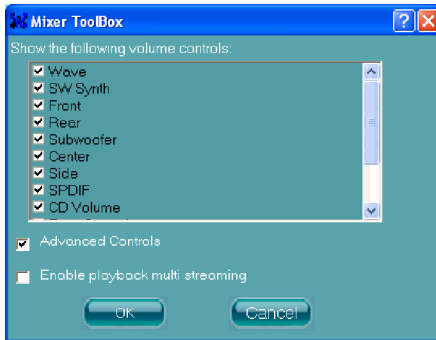 Mixer ToolBox
Show the following volume controls:
Wave
SW Synth
Front
Rear
Subwoofer
Center
Side
SPDIF
CD Volume
Advanced Controls
Enable playback multi streaming
OK
Cancel